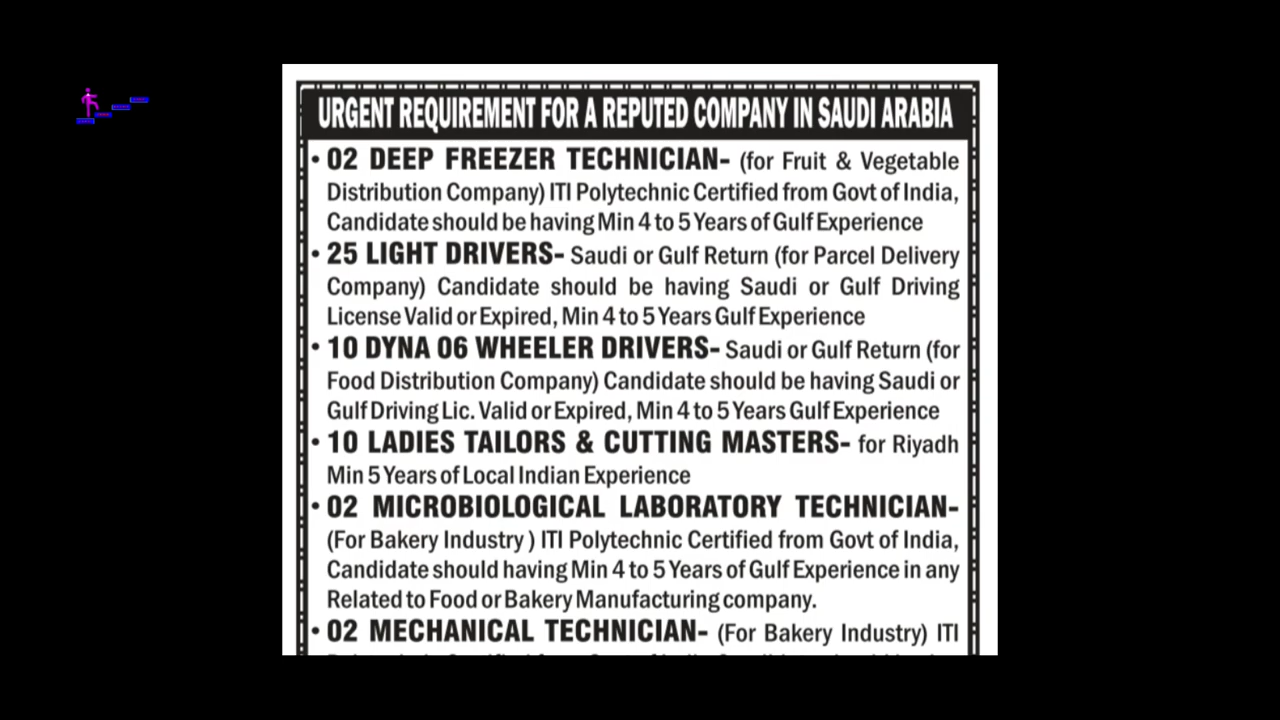 URGENT REQUIREMENT FOR A REPUTED COMPANY IN SAUDI ARABIA
• 02 DEEP FREEZER TECHNICIAN- (for Fruit & Vegetable
Distribution Company) ITI Polytechnic Certified from Govt of India,
Candidate should be having Min 4 to 5 Years of Gulf Experience
• 25 LIGHT DRIVERS- Saudi or Gulf Return (for Parcel Delivery
Company) Candidate should be having Saudi or Gulf Driving
License Valid or Expired, Min 4 to 5 Years Gulf Experience
• 10 DYNA 06 WHEELER DRIVERS- Saudi or Gulf Return (for
Food Distribution Company) Candidate should be having Saudi or
Gulf Driving Lic. Valid or Expired, Min 4 to 5 Years Gulf Experience
• 10 LADIES TAILORS & CUTTING MASTERS- for Riyadh
Min 5 Years of Local Indian Experience
• 02 MICROBIOLOGICAL LABORATORY TECHNICIAN-
(For Bakery Industry ) ITI Polytechnic Certified from Govt of India,
Candidate should having Min 4 to 5 Years of Gulf Experience in any
Related to Food or Bakery Manufacturing company.
• 02 MECHANICAL TECHNICIAN- (For Bakery Industry) ITI